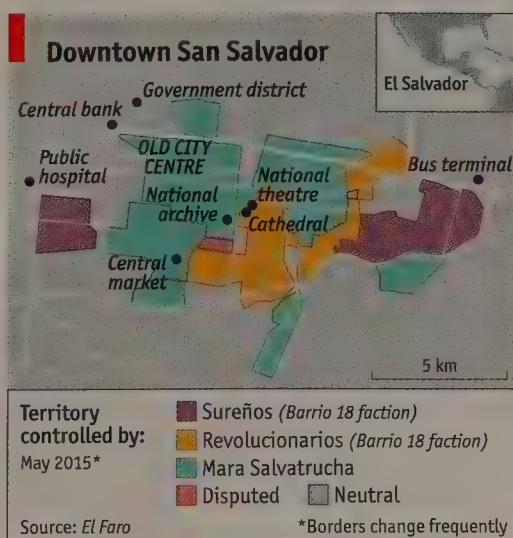 Downtown San Salvador
El Salvador
Government district
Central bank
OLD CITY
CENTRE
Public
hospital
National
theatre
Bus terminal
National
archive
Cathedral
Central
market
5 km
Territory
controlled by:
May 2015*
Sureños (Barrio 18 faction)
Revolucionarios (Barrio 18 faction)
Mara Salvatrucha
Disputed
Neutral
Source: El Faro
*Borders change frequently